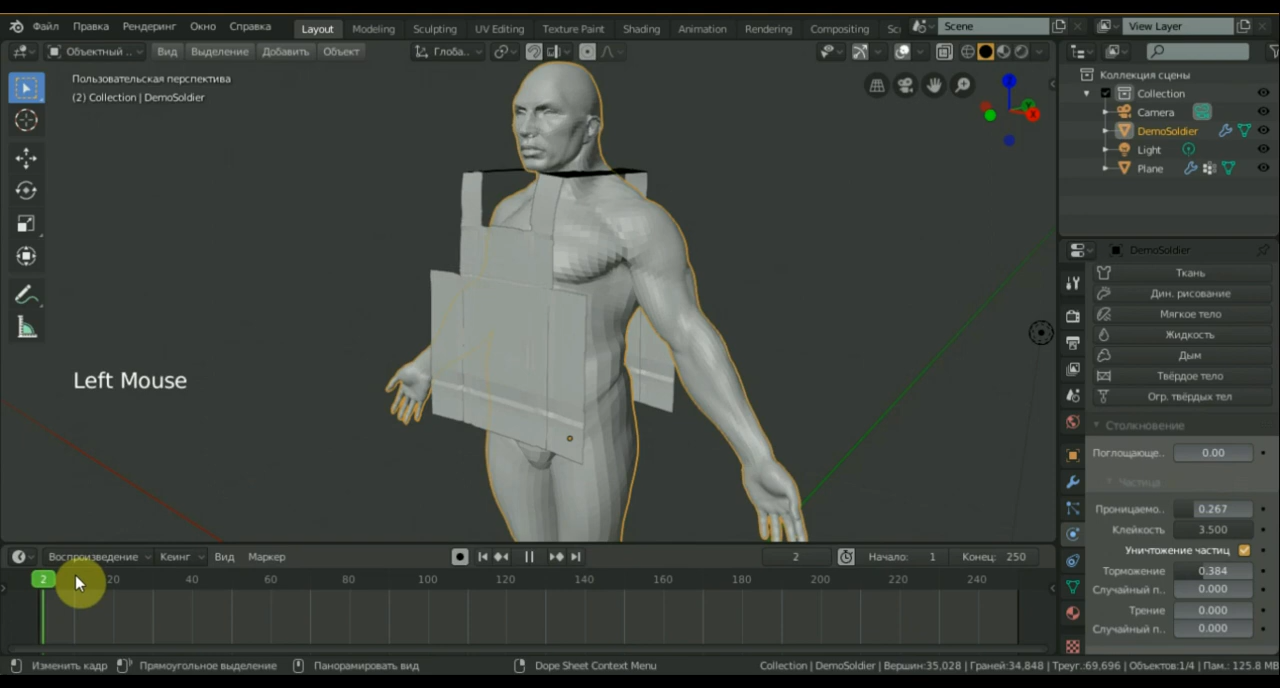 Файл Правка Рендеринг Окно Справка Layout Modeling Sculpting UV Editing Texture Paint Shading Animation Rendering Compositing Sc Scene View Layer
Объектный .. Вид Выделение Добавить Объект Глоба..
Пользовательская перспектива
(2) Collection | DemoSoldier
Коллекция сцены
Collection
Camera
DemoSoldier
Light
Plane
X
Left Mouse
DemoSoldier
Ткань
Дин. рисование
Мягкое тело
Жидкость
Дым
Твёрдое тело
Огр. твёрдых тел
Столкновение
Поглощающе.. 0.00
Частица
Проницаемо.. 0.267
Клейкость 3.500
Уничтожение частиц
Торможение 0.384
Случайный п.. 0.000
Трение 0.000
Случайный п.. 0.000
Воспроизведение Кеинг Вид Маркер 2 Начало: 1 Конец: 250
2 20 40 60 80 100 120 140 160 180 200 220 240
Изменить кадр Прямоугольное выделение Панорамировать вид Dope Sheet Context Menu Collection | DemoSoldier | Вершин:35,028 | Граней:34,848 | Треуг.:69,696 | Объектов:1/4 | Пам.: 125.8 MB